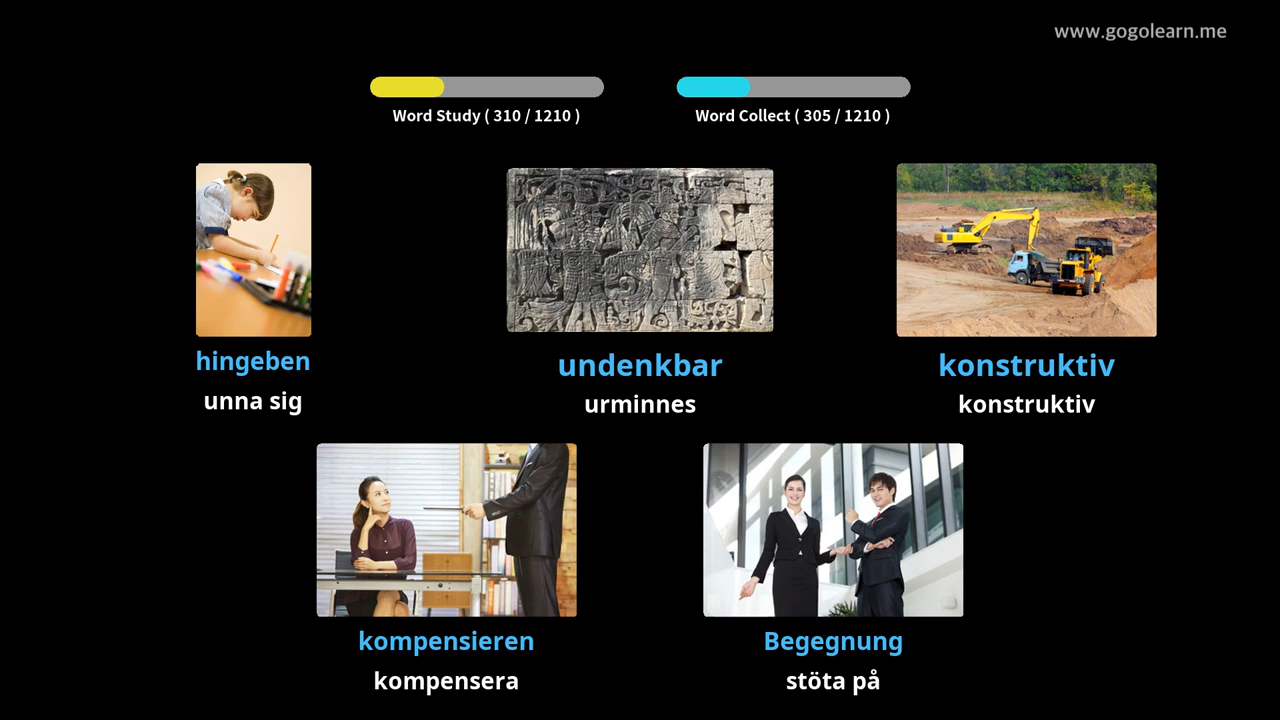 www.gogolearn.me
Word Study ( 310 / 1210 )
Word Collect ( 305 / 1210 )
hingeben
unna sig
undenkbar
urminnes
konstruktiv
konstruktiv
kompensieren
kompensera
Begegnung
stöta på